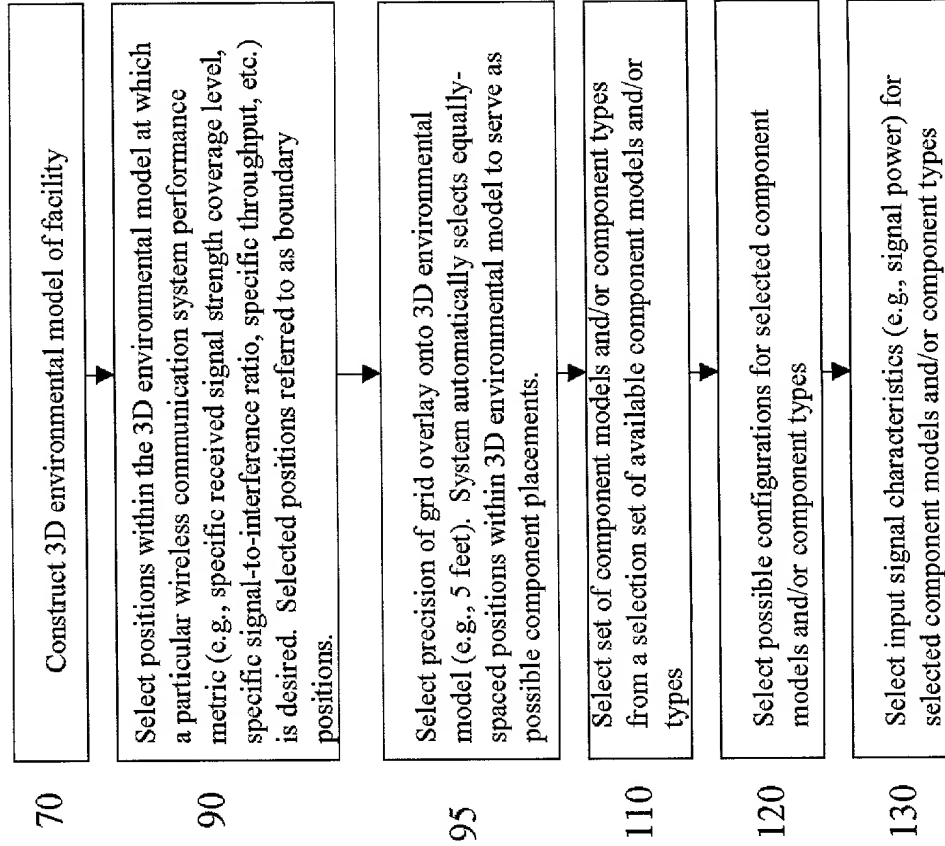 70
Construct 3D environmental model of facility
90
Select positions within the 3D environmental model at which
a particular wireless communication system performance
metric (e.g., specific received signal strength coverage level,
specific signal-to-interference ratio, specific throughput, etc.)
is desired. Selected positions referred to as boundary
positions.
95
Select precision of grid overlay onto 3D environmental
model (e.g., 5 feet). System automatically selects equally-
spaced positions within 3D environmental model to serve as
possible component placements.
110
Select set of component models and/or component types
from a selection set of available component models and/or
types
120
Select possible configurations for selected component
models and/or component types
130
Select input signal characteristics (e.g., signal power) for
selected component models and/or component types